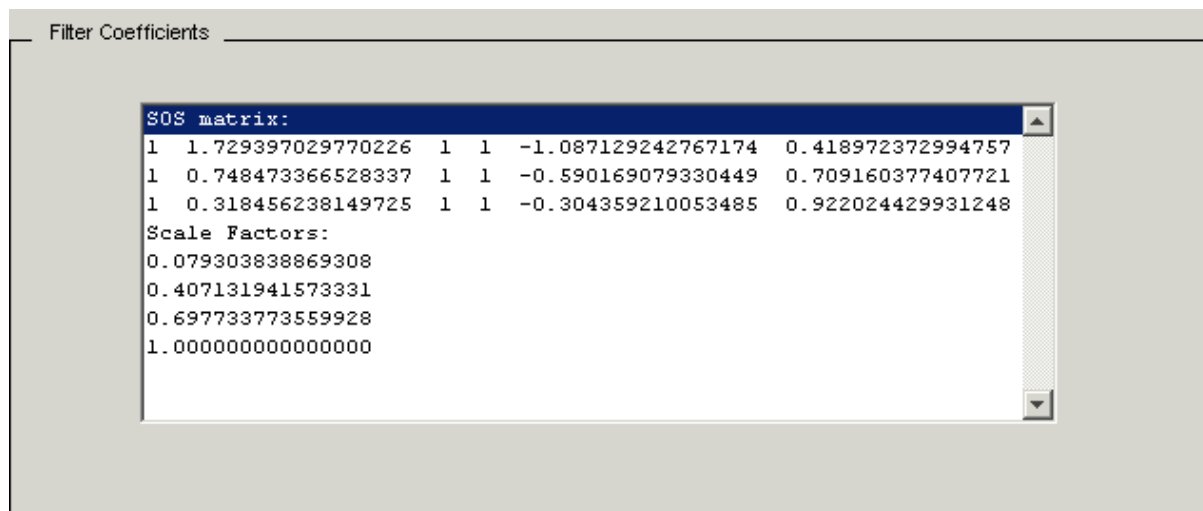 Filter Coefficients
SOS matrix:
1 1.729397029770226 1 1 -1.087129242767174 0.418972372994757
1 0.748473366528337 1 1 -0.590169079330449 0.709160377407721
1 0.318456238149725 1 1 -0.304359210053485 0.922024429931248
Scale Factors:
0.079303838869308
0.407131941573331
0.697733773559928
1.000000000000000